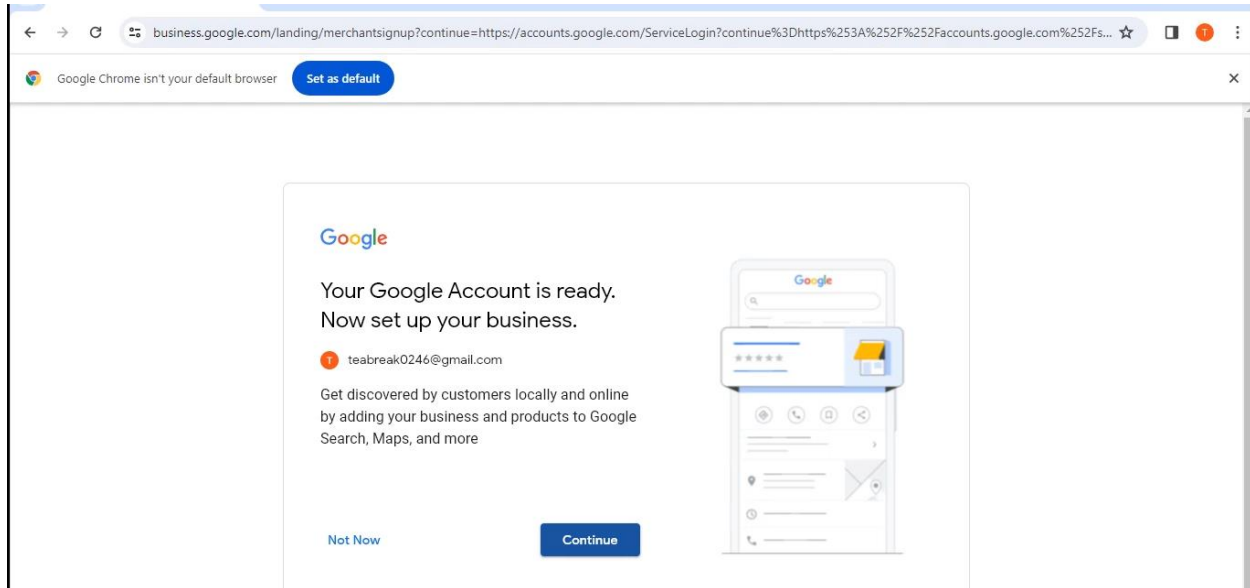 business.google.com/landing/merchantsignup?continue=https://accounts.google.com/ServiceLogin?continue%3Dhttps%253A%252F%252Faccounts.google.com%252Fs...
T
Google Chrome isn't your default browser
Set as default
Google
Your Google Account is ready.
Now set up your business.
T
teabreak0246@gmail.com
Get discovered by customers locally and online
by adding your business and products to Google
Search, Maps, and more
Not Now
Continue
Google